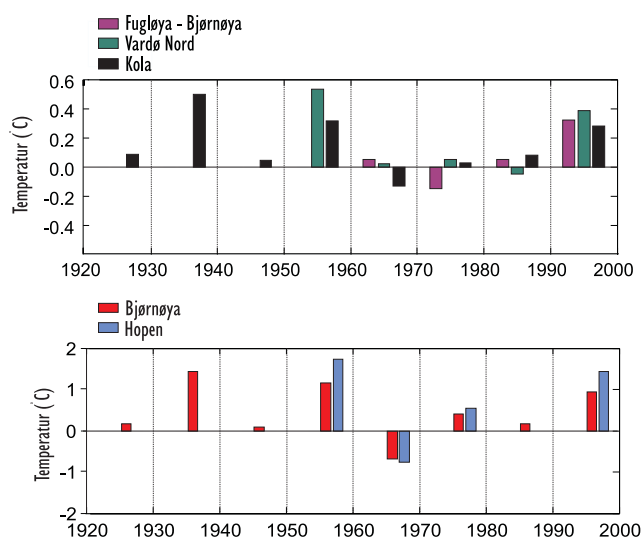 Fugløya - Bjørnøya
Vardø Nord
Kola
Temperatur (°C)
0.6
0.4
0.2
0.0
-0.2
-0.4
1920 1930 1940 1950 1960 1970 1980 1990 2000
Bjørnøya
Hopen
Temperatur (°C)
2
1
0
-1
-2
1920 1930 1940 1950 1960 1970 1980 1990 2000